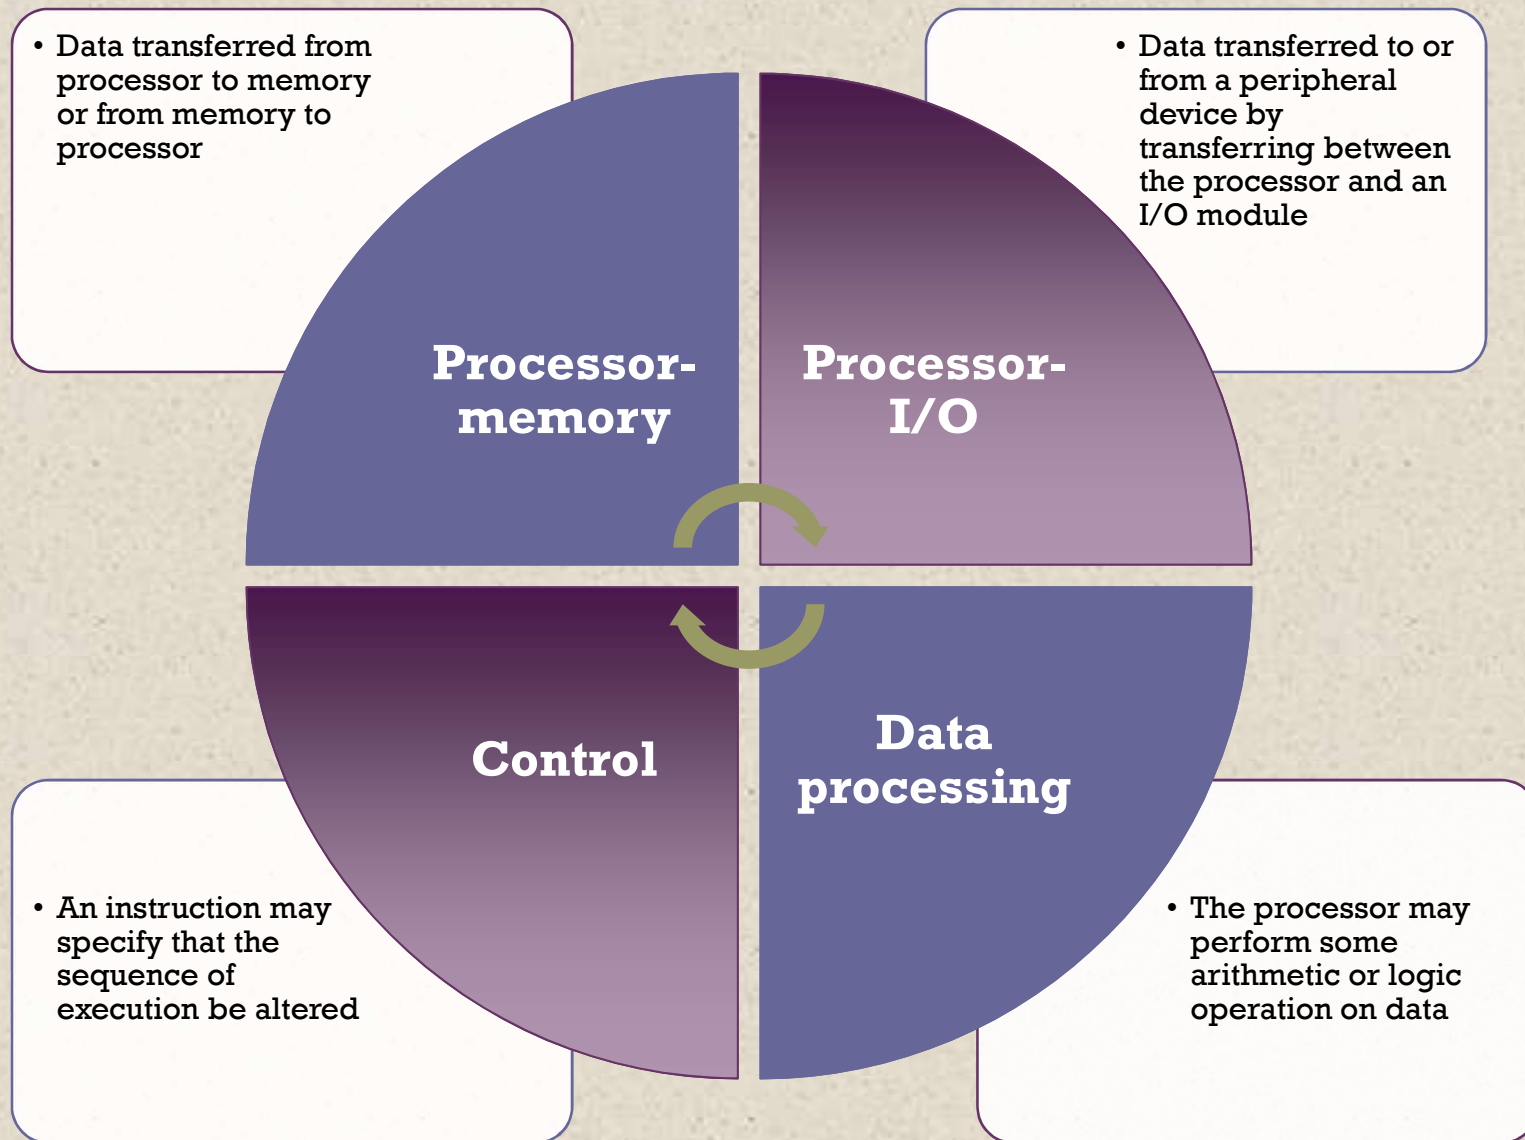 • Data transferred from
processor to memory
or from memory to
processor
• Data transferred to or
from a peripheral
device by
transferring between
the processor and an
I/O module
Processor-
memory
Processor-
I/O
Control
Data
processing
• An instruction may
specify that the
sequence of
execution be altered
• The processor may
perform some
arithmetic or logic
operation on data